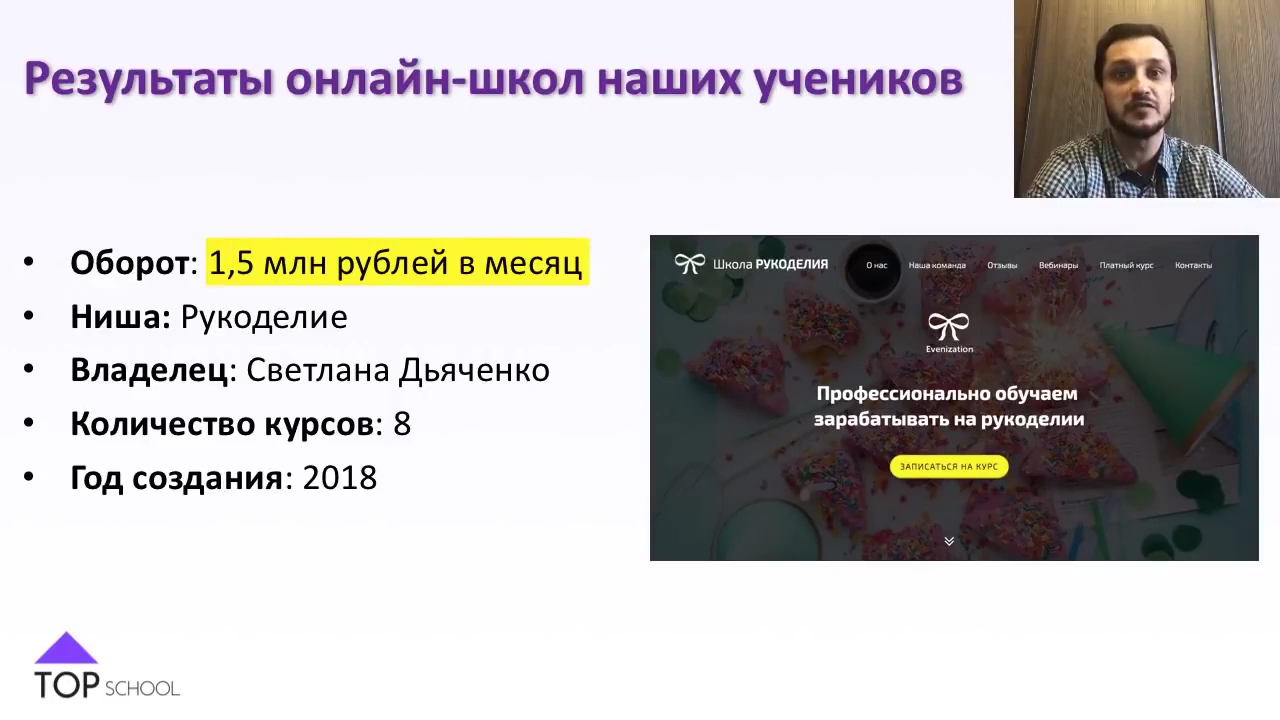 Результаты онлайн-школ наших учеников
• Оборот: 1,5 млн рублей в месяц
• Ниша: Рукоделие
• Владелец: Светлана Дьяченко
• Количество курсов: 8
• Год создания: 2018
Школа РУКОДЕЛИЯ
О нас Наша команда Отзывы Вебинары Платный курс Контакты
Evenization
Профессионально обучаем
зарабатывать на рукоделии
ЗАПИСАТЬСЯ НА КУРС
TOP SCHOOL